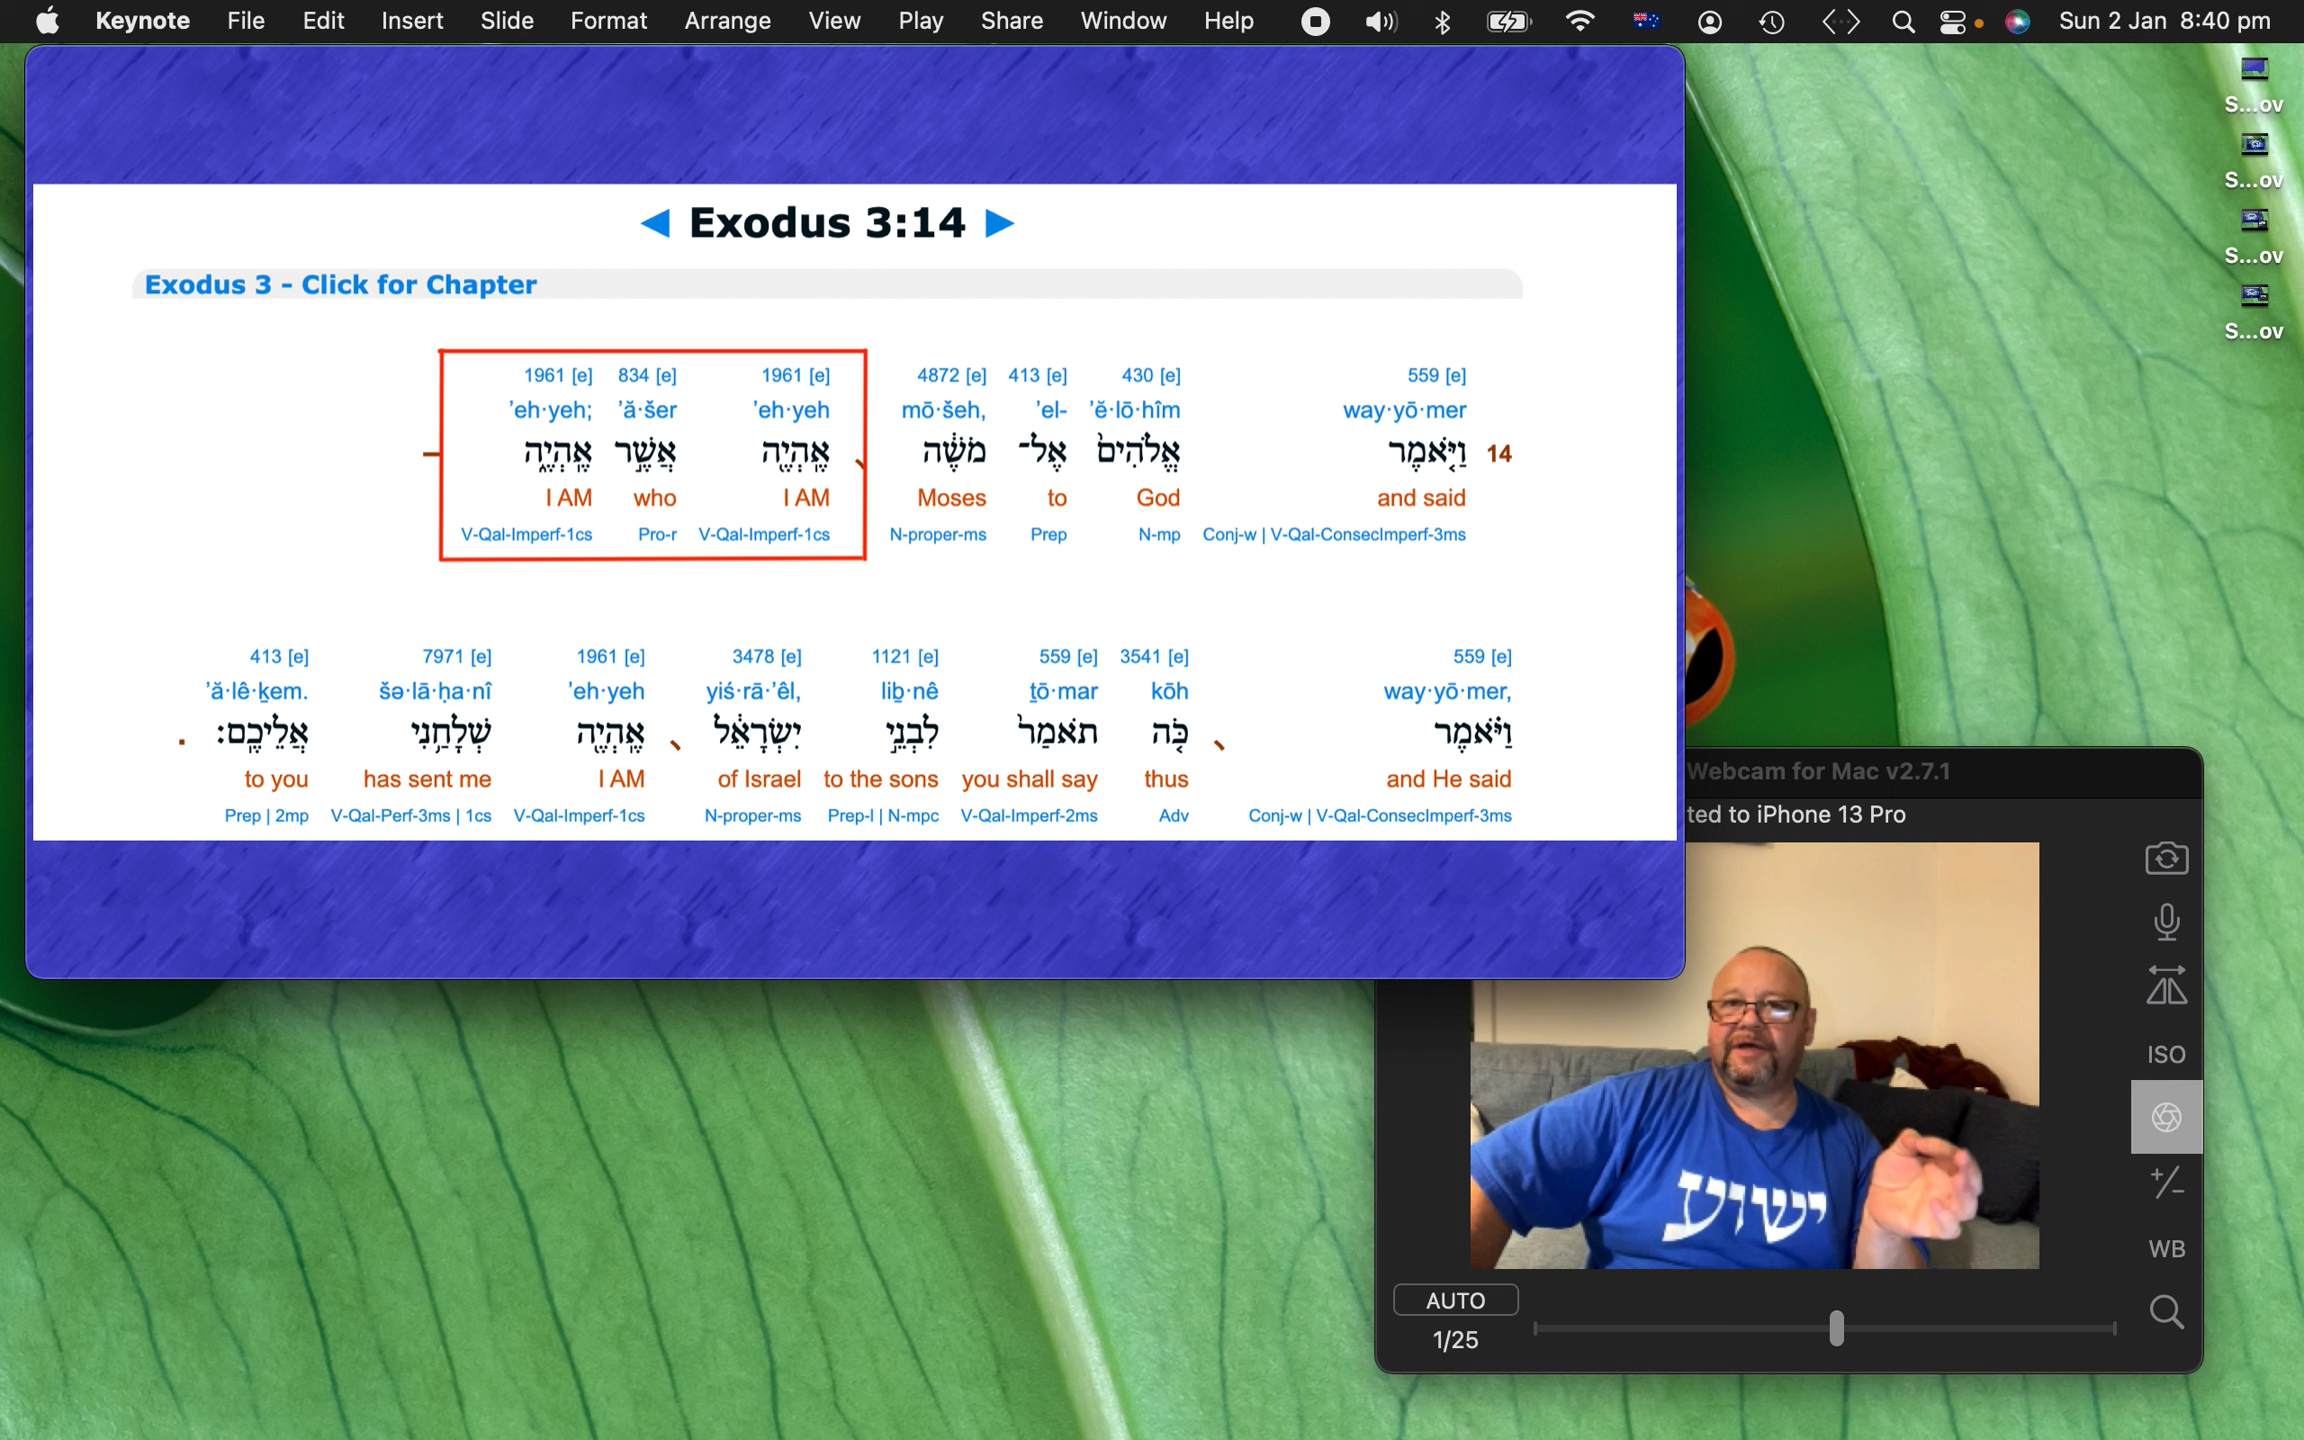 Keynote File Edit Insert Slide Format Arrange View Play Share Window Help Sun 2 Jan 8:40 pm
S...ov
S...ov
S...ov
S...ov
◀ Exodus 3:14 ▶
Exodus 3 - Click for Chapter
1961 [e] 834 [e] 1961 [e] 4872 [e] 413 [e] 430 [e] 559 [e]
’eh·yeh; ’ă·šer ’eh·yeh mō·šeh, ’el- ’ĕ·lō·hîm way·yō·mer
14 וַיֹּ֤אמֶר אֱלֹהִים֙ אֶל־ מֹשֶׁ֔ה אֶֽהְיֶ֖ה אֲשֶׁ֣ר אֶֽהְיֶ֑ה
I AM who I AM Moses to God and said
V-Qal-Imperf-1cs Pro-r V-Qal-Imperf-1cs N-proper-ms Prep N-mp Conj-w | V-Qal-ConsecImperf-3ms
413 [e] 7971 [e] 1961 [e] 3478 [e] 1121 [e] 559 [e] 3541 [e] 559 [e]
’ă·lê·ḵem. šə·lā·ḥa·nî ’eh·yeh yiś·rā·’êl, liḇ·nê ṯō·mar kōh way·yō·mer,
וַיֹּ֗אמֶר כֹּ֤ה תֹאמַר֙ לִבְנֵ֣י יִשְׂרָאֵ֔ל אֶֽהְיֶ֖ה שְׁלָחַ֥נִי אֲלֵיכֶֽם׃
to you has sent me I AM of Israel to the sons you shall say thus and He said
Prep | 2mp V-Qal-Perf-3ms | 1cs V-Qal-Imperf-1cs N-proper-ms Prep-l | N-mpc V-Qal-Imperf-2ms Adv Conj-w | V-Qal-ConsecImperf-3ms
Webcam for Mac v2.7.1
ted to iPhone 13 Pro
ISO
+/-
WB
ישוע
AUTO
1/25